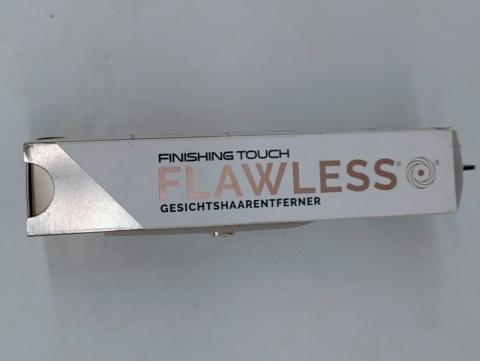 FINISHING TOUCH
FLAWLESS®
GESICHTSHAARENTFERNER